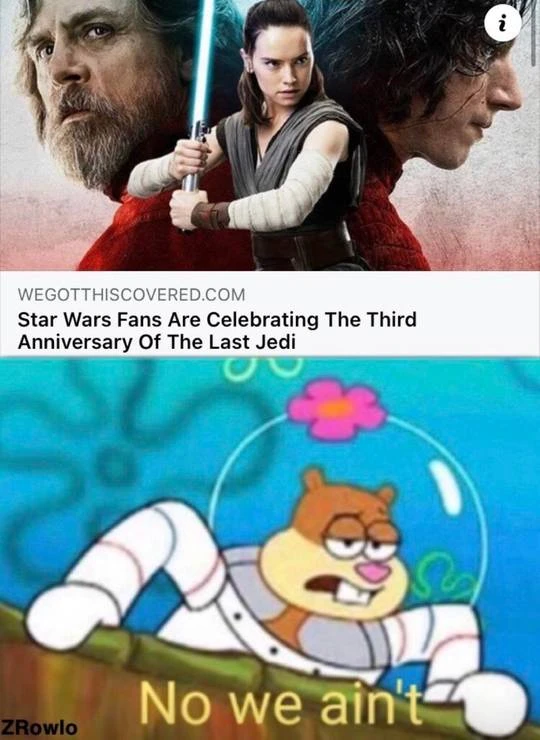 i
WEGOTTHISCOVERED.COM
Star Wars Fans Are Celebrating The Third
Anniversary Of The Last Jedi
No we ain't
ZRowlo